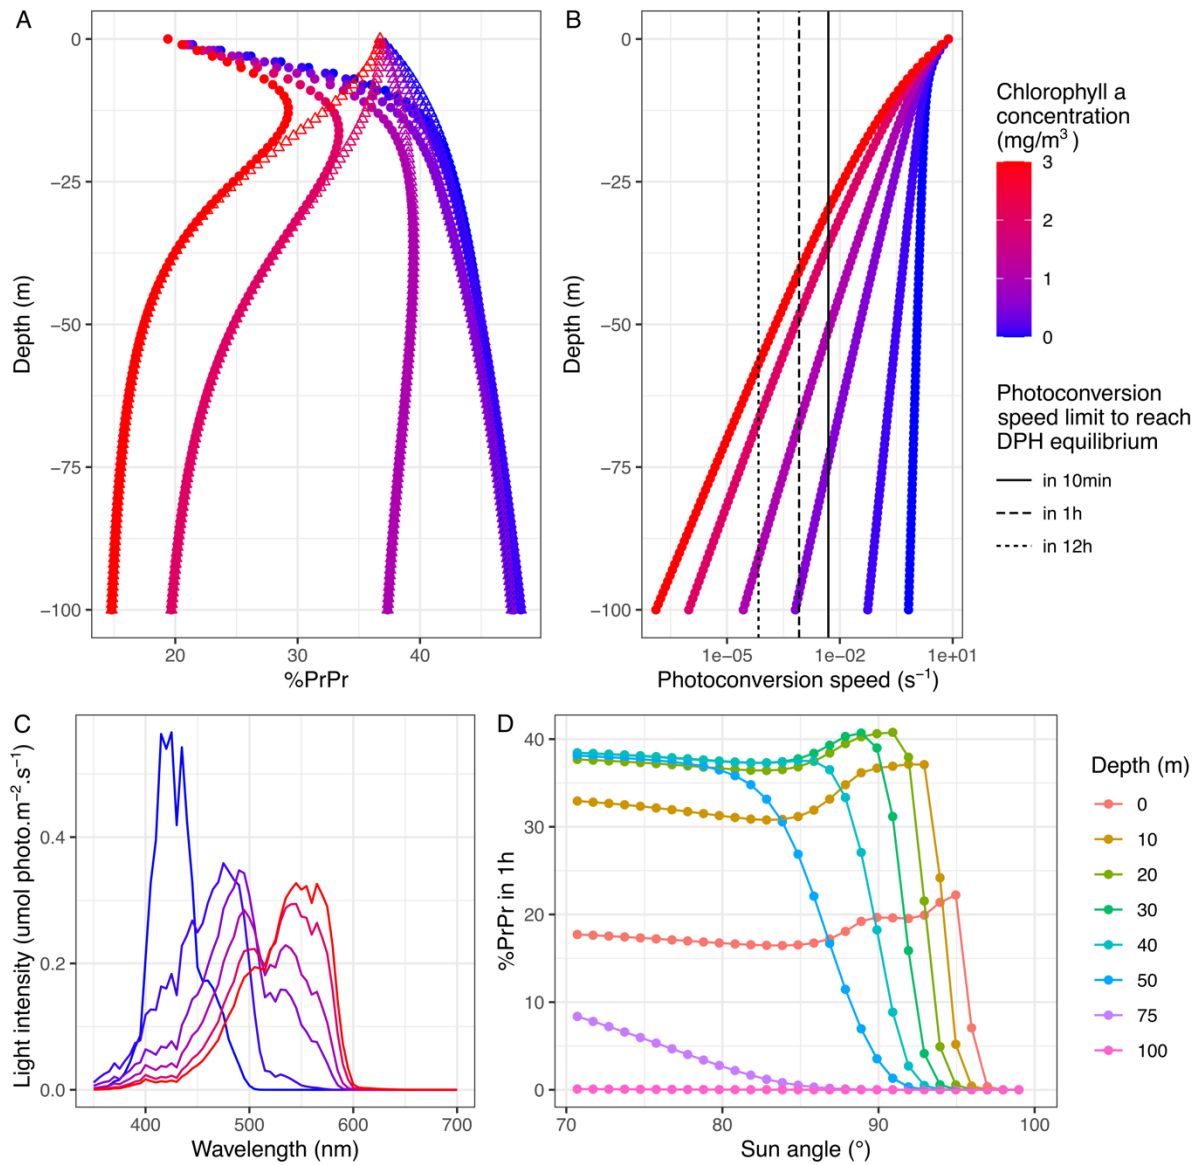 A
0
−25
−50
−75
−100
Depth (m)
20
30
40
%PrPr
B
0
−25
−50
−75
−100
Depth (m)
1e−05
1e−02
1e+01
Photoconversion speed (s⁻¹)
Chlorophyll a
concentration
(mg/m³ )
3
2
1
0
Photoconversion
speed limit to reach
DPH equilibrium
in 10min
in 1h
in 12h
C
0.4
0.2
0.0
Light intensity (umol photo.m⁻².s⁻¹)
400
500
600
700
Wavelength (nm)
D
40
30
20
10
0
%PrPr in 1h
70
80
90
100
Sun angle (°)
Depth (m)
0
10
20
30
40
50
75
100